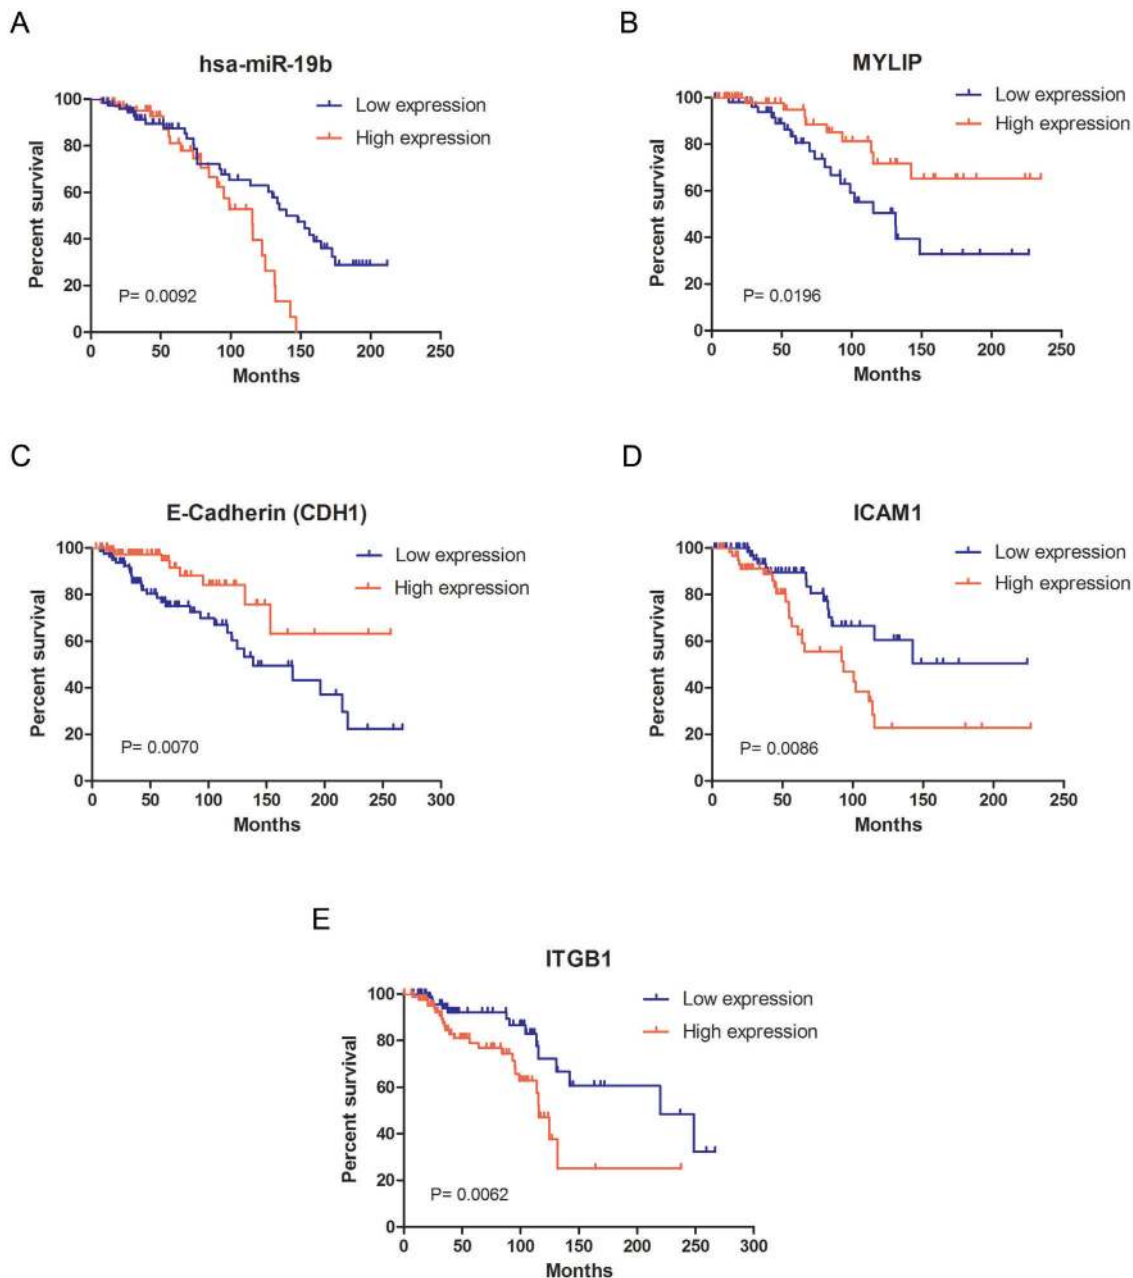 A
hsa-miR-19b
Low expression
High expression
Percent survival
100
80
60
40
20
0
P= 0.0092
0 50 100 150 200 250
Months
B
MYLIP
Low expression
High expression
Percent survival
100
80
60
40
20
0
P= 0.0196
0 50 100 150 200 250
Months
C
E-Cadherin (CDH1)
Low expression
High expression
Percent survival
100
80
60
40
20
0
P= 0.0070
0 50 100 150 200 250 300
Months
D
ICAM1
Low expression
High expression
Percent survival
100
80
60
40
20
0
P= 0.0086
0 50 100 150 200 250
Months
E
ITGB1
Low expression
High expression
Percent survival
100
80
60
40
20
0
P= 0.0062
0 50 100 150 200 250 300
Months